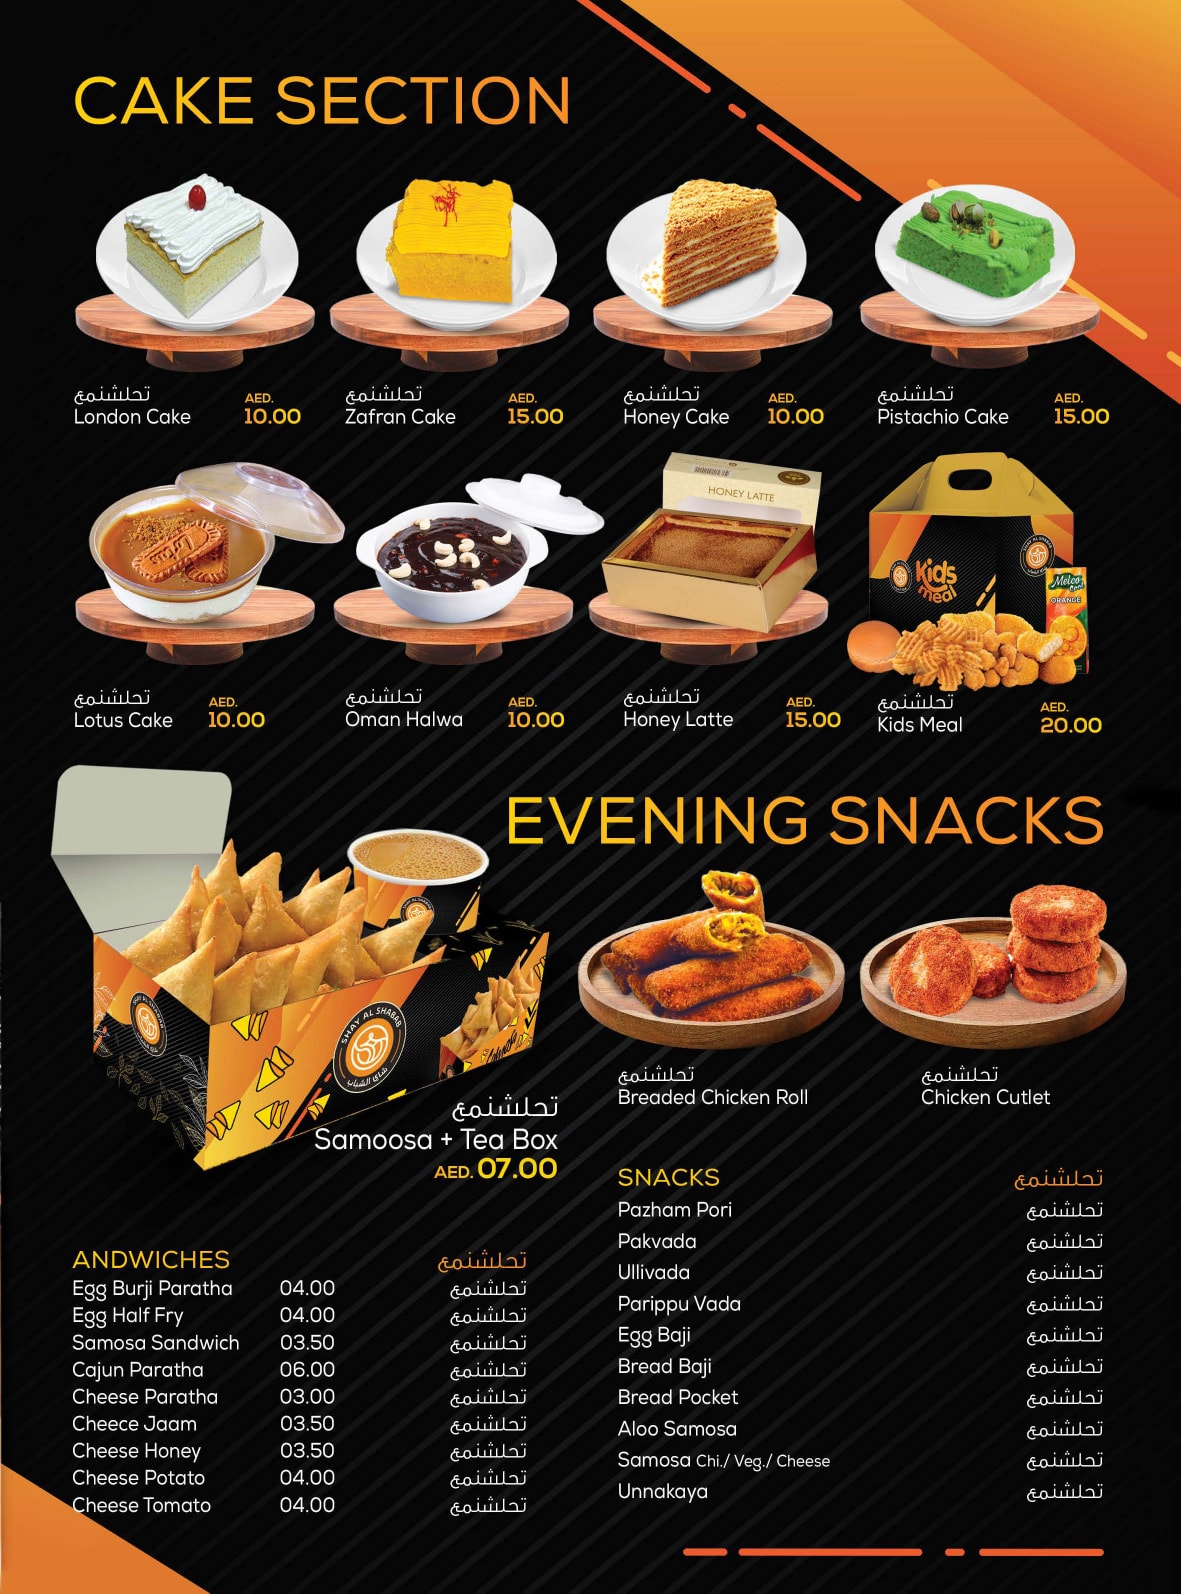 CAKE SECTION
تحلشنمع
London Cake
AED.
10.00
تحلشنمع
Zafran Cake
AED.
15.00
تحلشنمع
Honey Cake
AED.
10.00
تحلشنمع
Pistachio Cake
AED.
15.00
HONEY LATTE
SHAY AL SHABAB
Kids
meal
Melco
ORANGE
تحلشنمع
Lotus Cake
AED.
10.00
تحلشنمع
Oman Halwa
AED.
10.00
تحلشنمع
Honey Latte
AED.
15.00
تحلشنمع
Kids Meal
AED.
20.00
EVENING SNACKS
SHAY AL SHABAB
شاي الشباب
تحلشنمع
Samoosa + Tea Box
AED. 07.00
تحلشنمع
Breaded Chicken Roll
تحلشنمع
Chicken Cutlet
ANDWICHES تحلشنمع
Egg Burji Paratha 04.00 تحلشنمع
Egg Half Fry 04.00 تحلشنمع
Samosa Sandwich 03.50 تحلشنمع
Cajun Paratha 06.00 تحلشنمع
Cheese Paratha 03.00 تحلشنمع
Cheece Jaam 03.50 تحلشنمع
Cheese Honey 03.50 تحلشنمع
Cheese Potato 04.00 تحلشنمع
Cheese Tomato 04.00 تحلشنمع
SNACKS تحلشنمع
Pazham Pori تحلشنمع
Pakvada تحلشنمع
Ullivada تحلشنمع
Parippu Vada تحلشنمع
Egg Baji تحلشنمع
Bread Baji تحلشنمع
Bread Pocket تحلشنمع
Aloo Samosa تحلشنمع
Samosa Chi./ Veg./ Cheese تحلشنمع
Unnakaya تحلشنمع